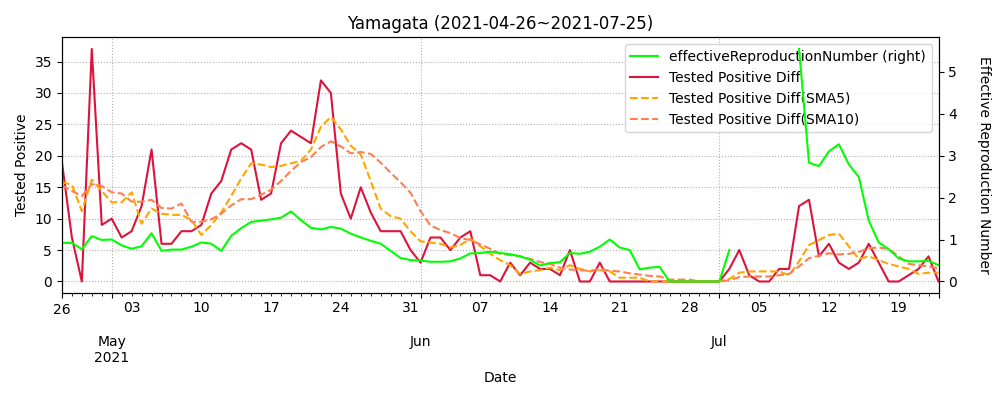 Yamagata (2021-04-26~2021-07-25)
effectiveReproductionNumber (right)
Tested Positive Diff
Tested Positive Diff(SMA5)
Tested Positive Diff(SMA10)
Tested Positive
35
30
25
20
15
10
5
0
5
4
3
2
1
0
Effective Reproduction Number
26 03 10 17 24 31 07 14 21 28 05 12 19
May Jun Jul
2021
Date